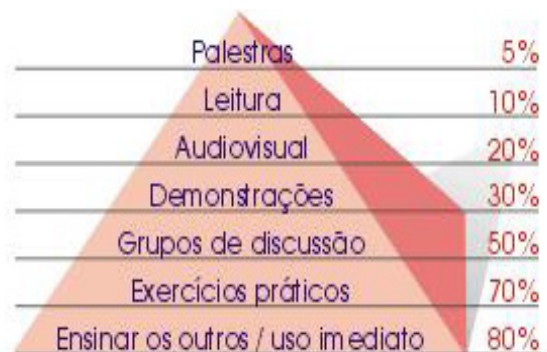 Palestras 5%
Leitura 10%
Audiovisual 20%
Demonstrações 30%
Grupos de discussão 50%
Exercícios práticos 70%
Ensinar os outros / uso imediato 80%